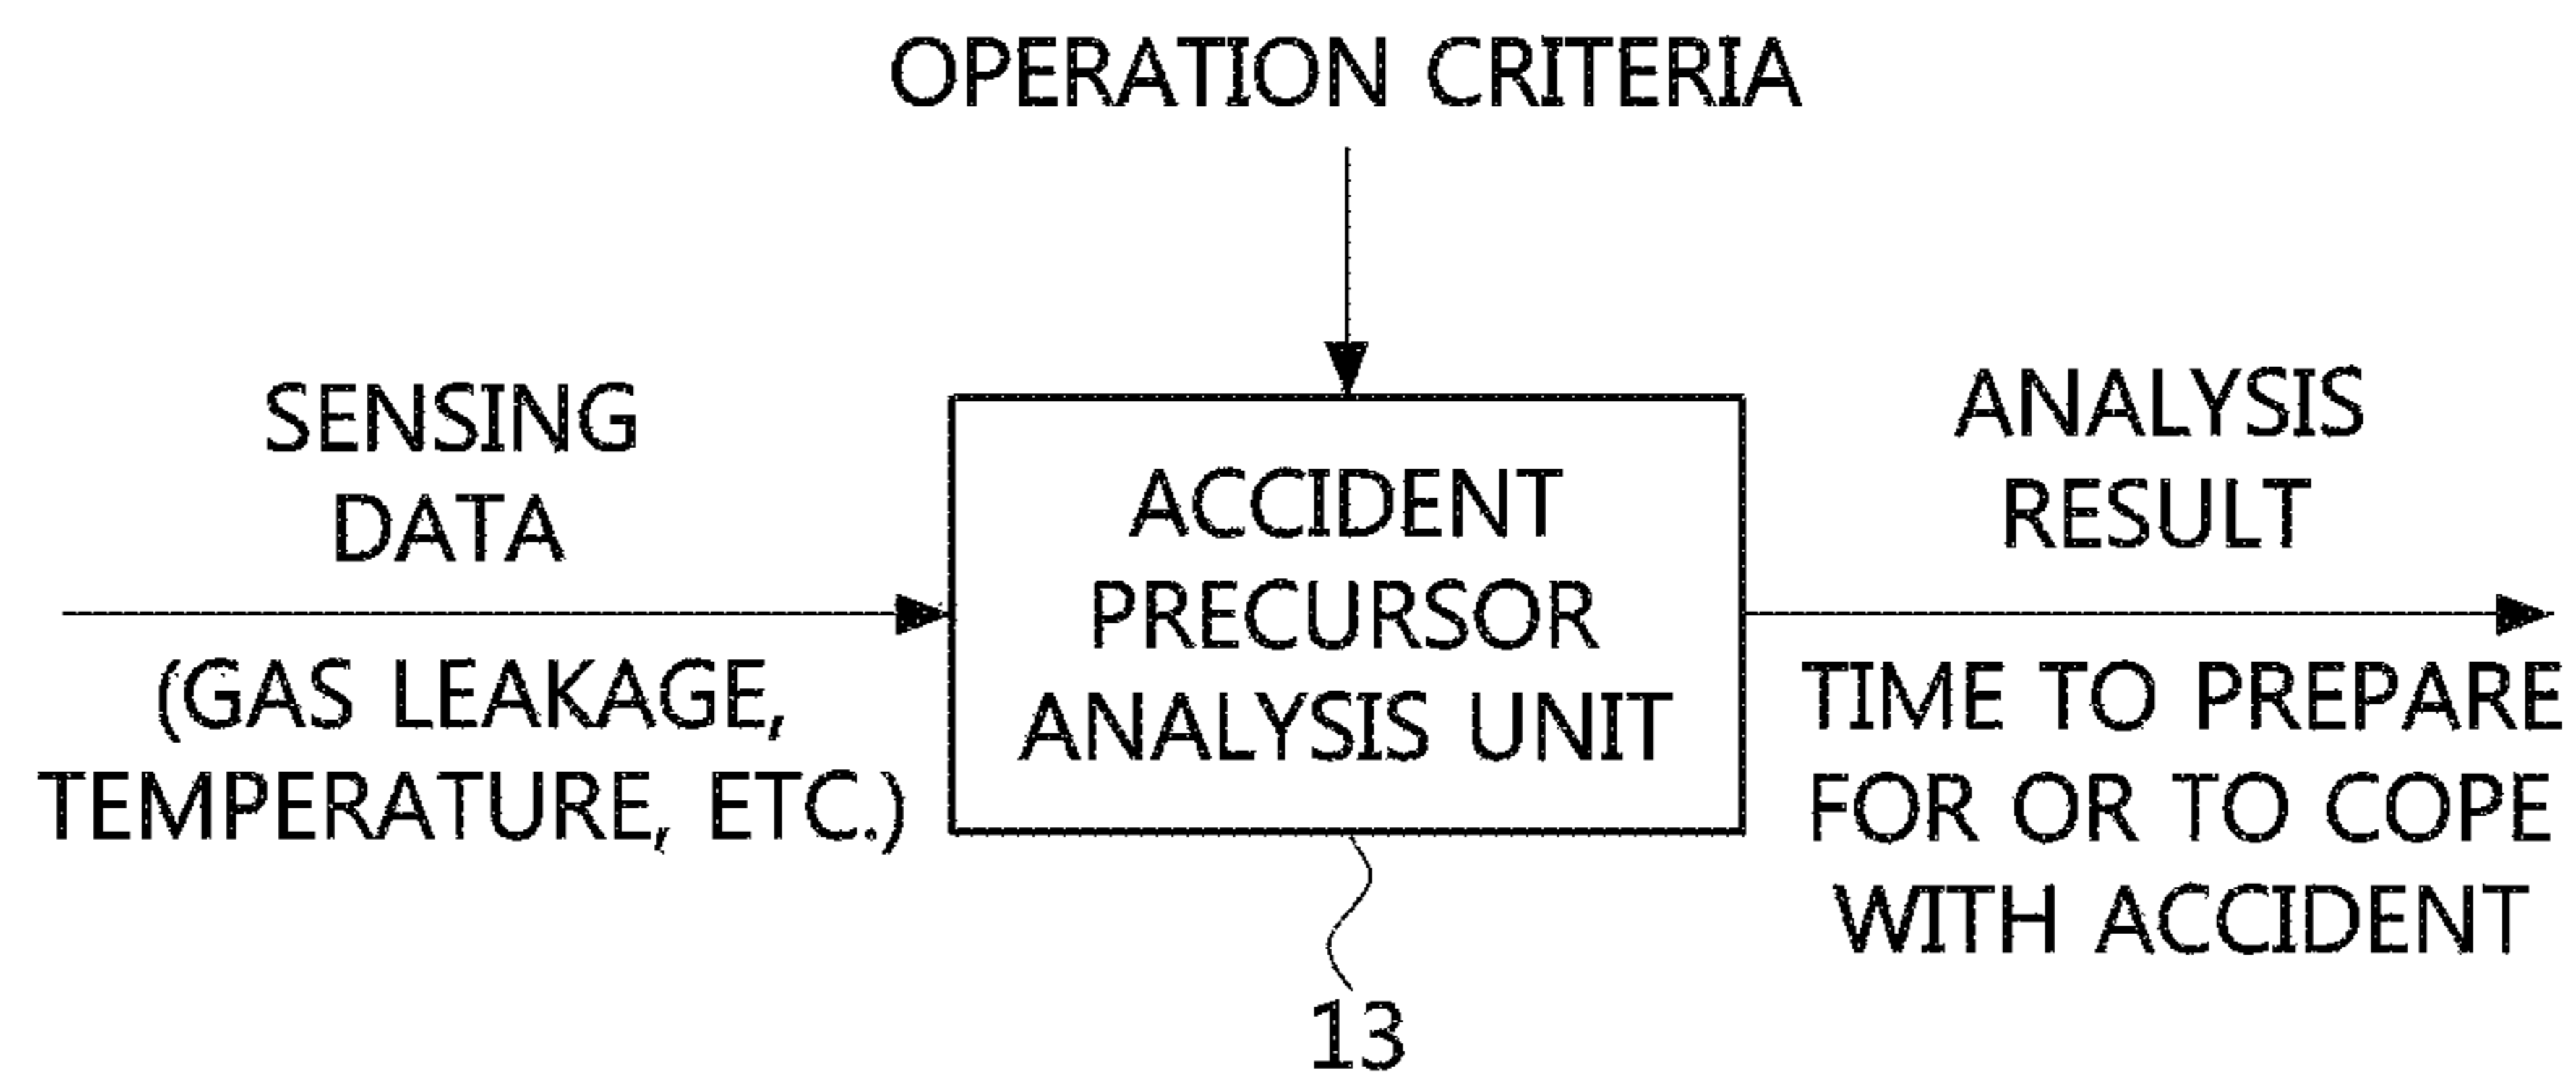 OPERATION CRITERIA
SENSING
DATA
(GAS LEAKAGE,
TEMPERATURE, ETC.)
ACCIDENT
PRECURSOR
ANALYSIS UNIT
13
ANALYSIS
RESULT
TIME TO PREPARE
FOR OR TO COPE
WITH ACCIDENT